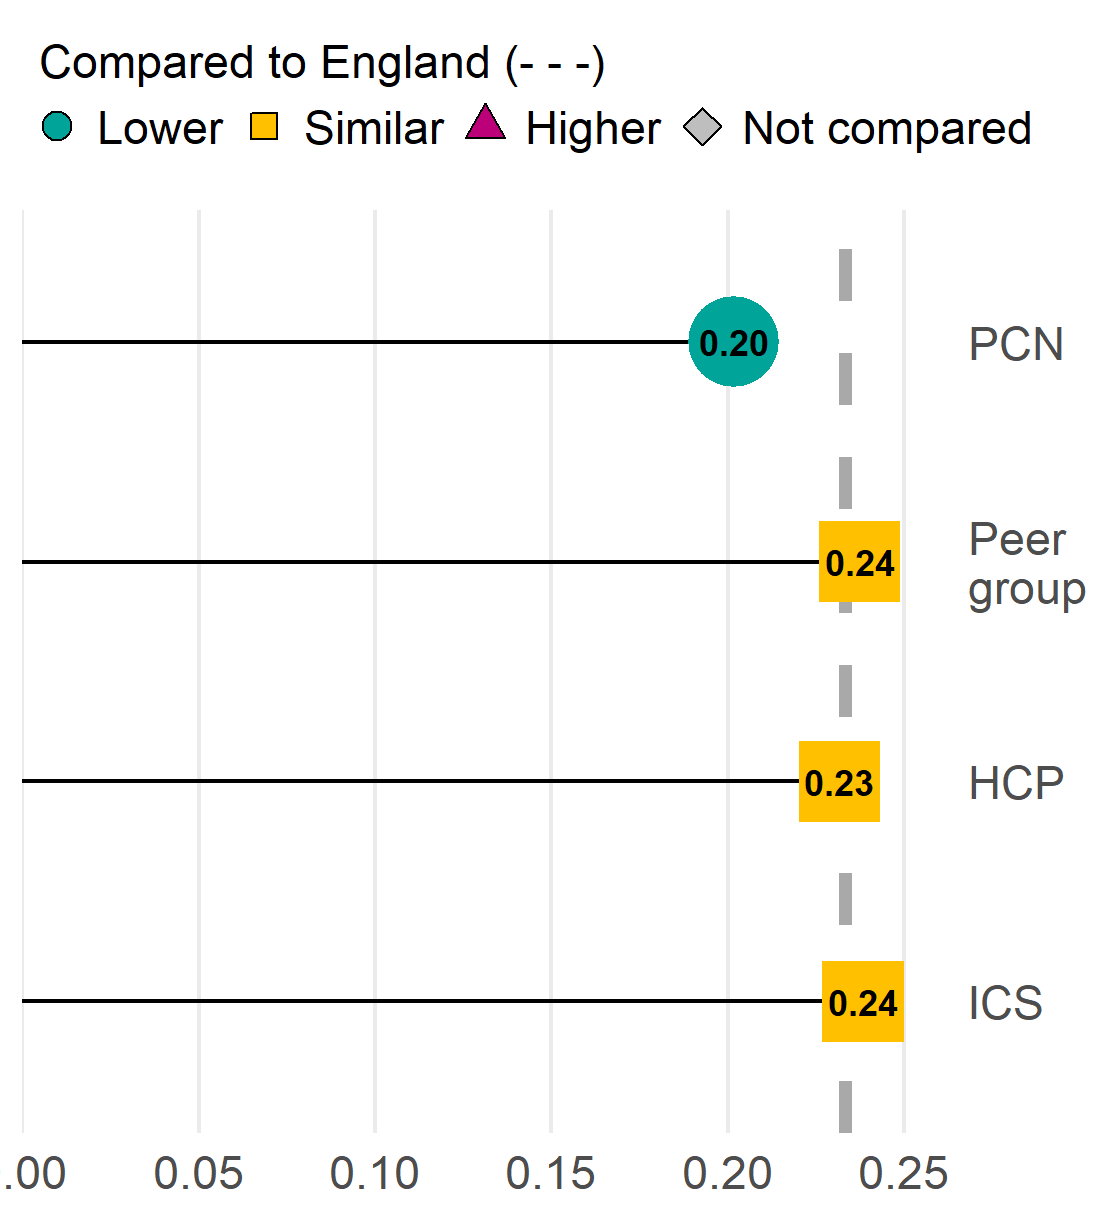 Compared to England (- - -)
Lower Similar Higher Not compared
0.20 PCN
Peer
0.24
group
0.23 HCP
0.24 ICS
.00 0.05 0.10 0.15 0.20 0.25